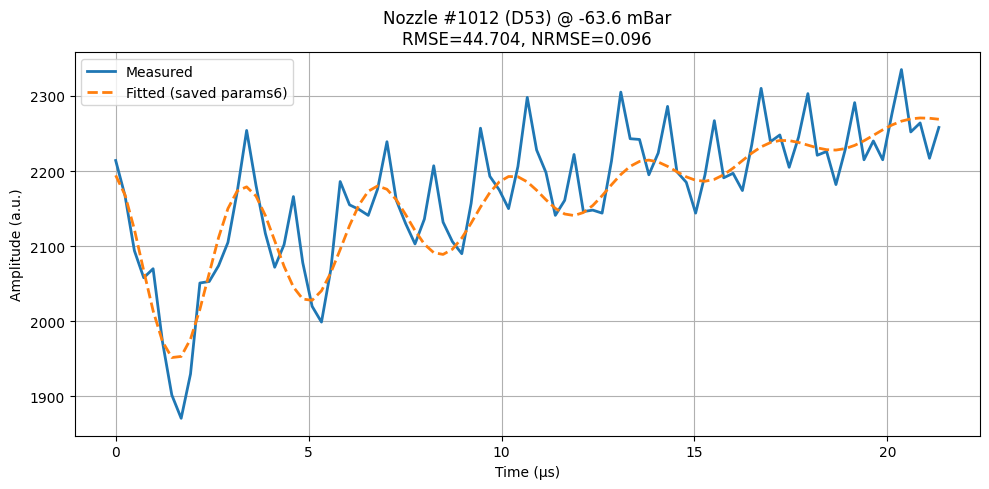 Nozzle #1012 (D53) @ -63.6 mBar
RMSE=44.704, NRMSE=0.096
Measured
Fitted (saved params6)
Amplitude (a.u.)
2300
2200
2100
2000
1900
0 5 10 15 20
Time (µs)